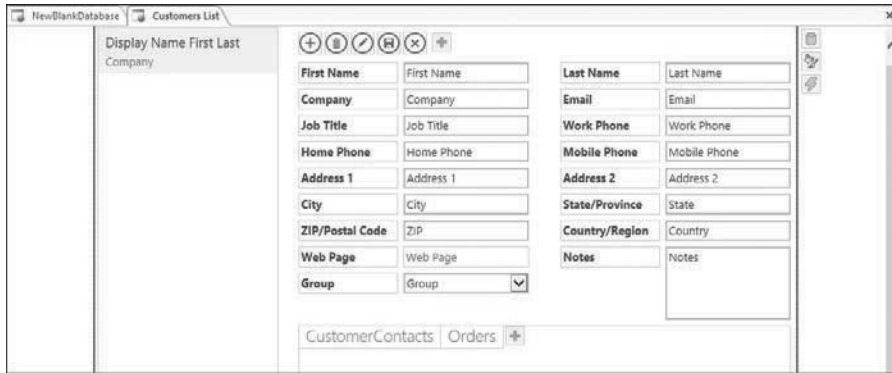 NewBlankDatabase Customers List
Display Name First Last
Company
First Name First Name Last Name Last Name
Company Company Email Email
Job Title Job Title Work Phone Work Phone
Home Phone Home Phone Mobile Phone Mobile Phone
Address 1 Address 1 Address 2 Address 2
City City State/Province State
ZIP/Postal Code ZIP Country/Region Country
Web Page Web Page Notes Notes
Group Group
CustomerContacts Orders